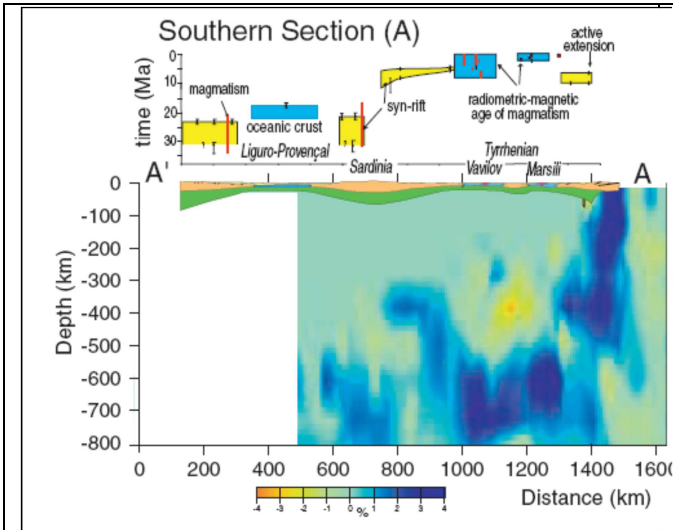 Southern Section (A)
time (Ma)
0
10
20
30
magmatism
oceanic crust
syn-rift
radiometric-magnetic
age of magmatism
active
extension
Liguro-Provençal
Sardinia
Tyrrhenian
Vavilov
Marsili
A'
A
Depth (km)
0
-100
-200
-300
-400
-500
-600
-700
-800
0
200
400
600
800
1000
1200
1400
1600
Distance (km)
-4
-3
-2
-1
0
1
2
3
4
%